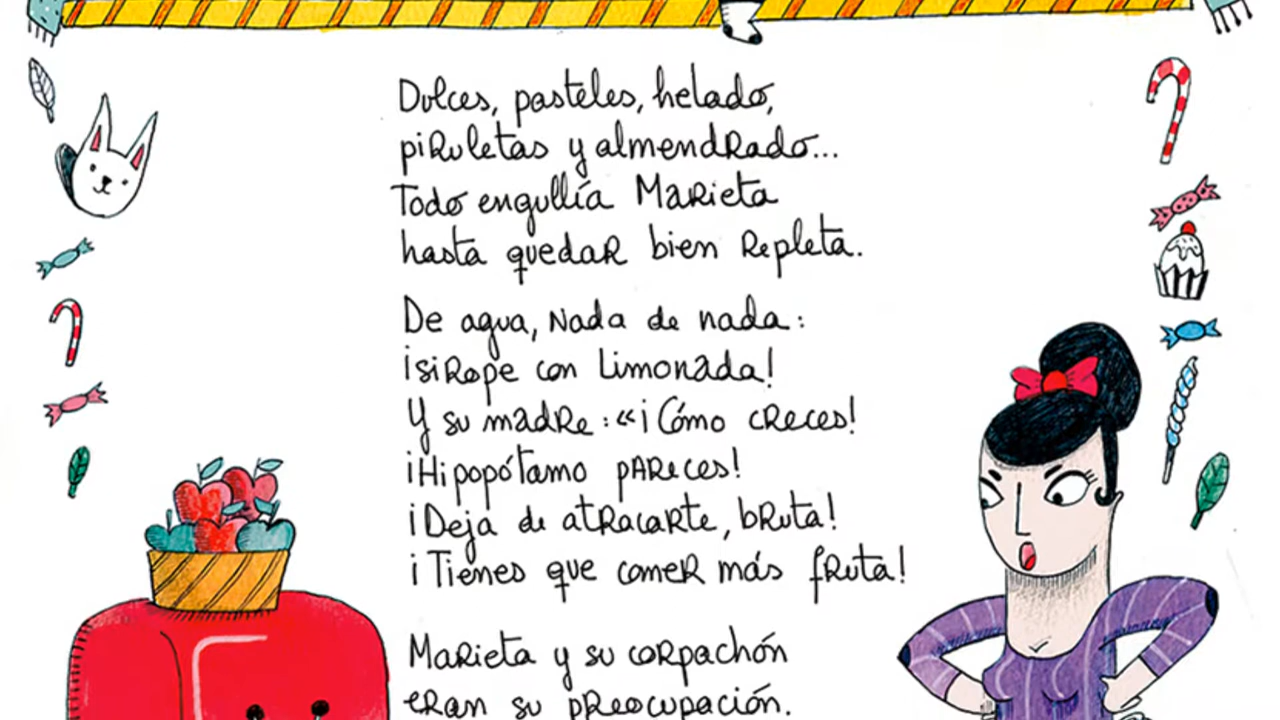 Dulces, pasteles, helado,
piruletas y almendrado...
Todo engullía Marieta
hasta quedar bien repleta.
De agua, nada de nada:
¡sirope con limonada!
Y su madre: «¡Cómo creces!
¡Hipopótamo pareces!
¡Deja de atracarte, bruta!
¡Tienes que comer más fruta!
Marieta y su corpachón
eran su preocupación.